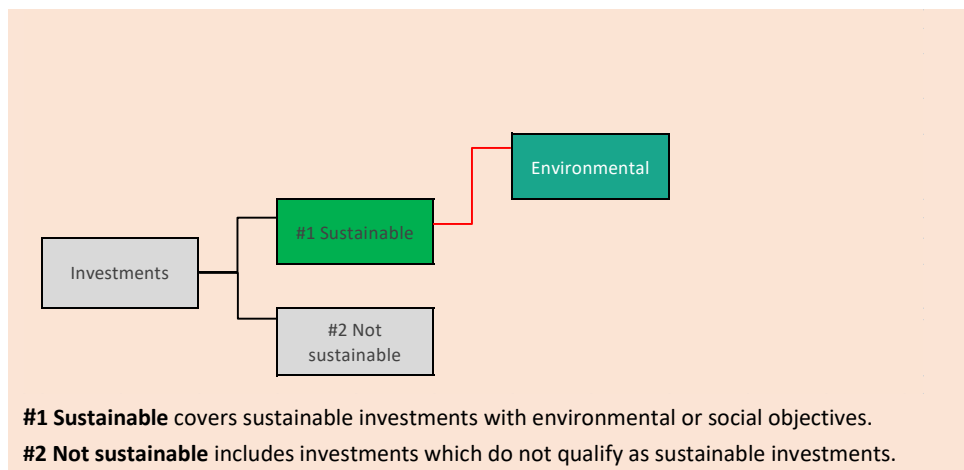 Environmental
#1 Sustainable
Investments
#2 Not
sustainable
#1 Sustainable covers sustainable investments with environmental or social objectives.
#2 Not sustainable includes investments which do not qualify as sustainable investments.